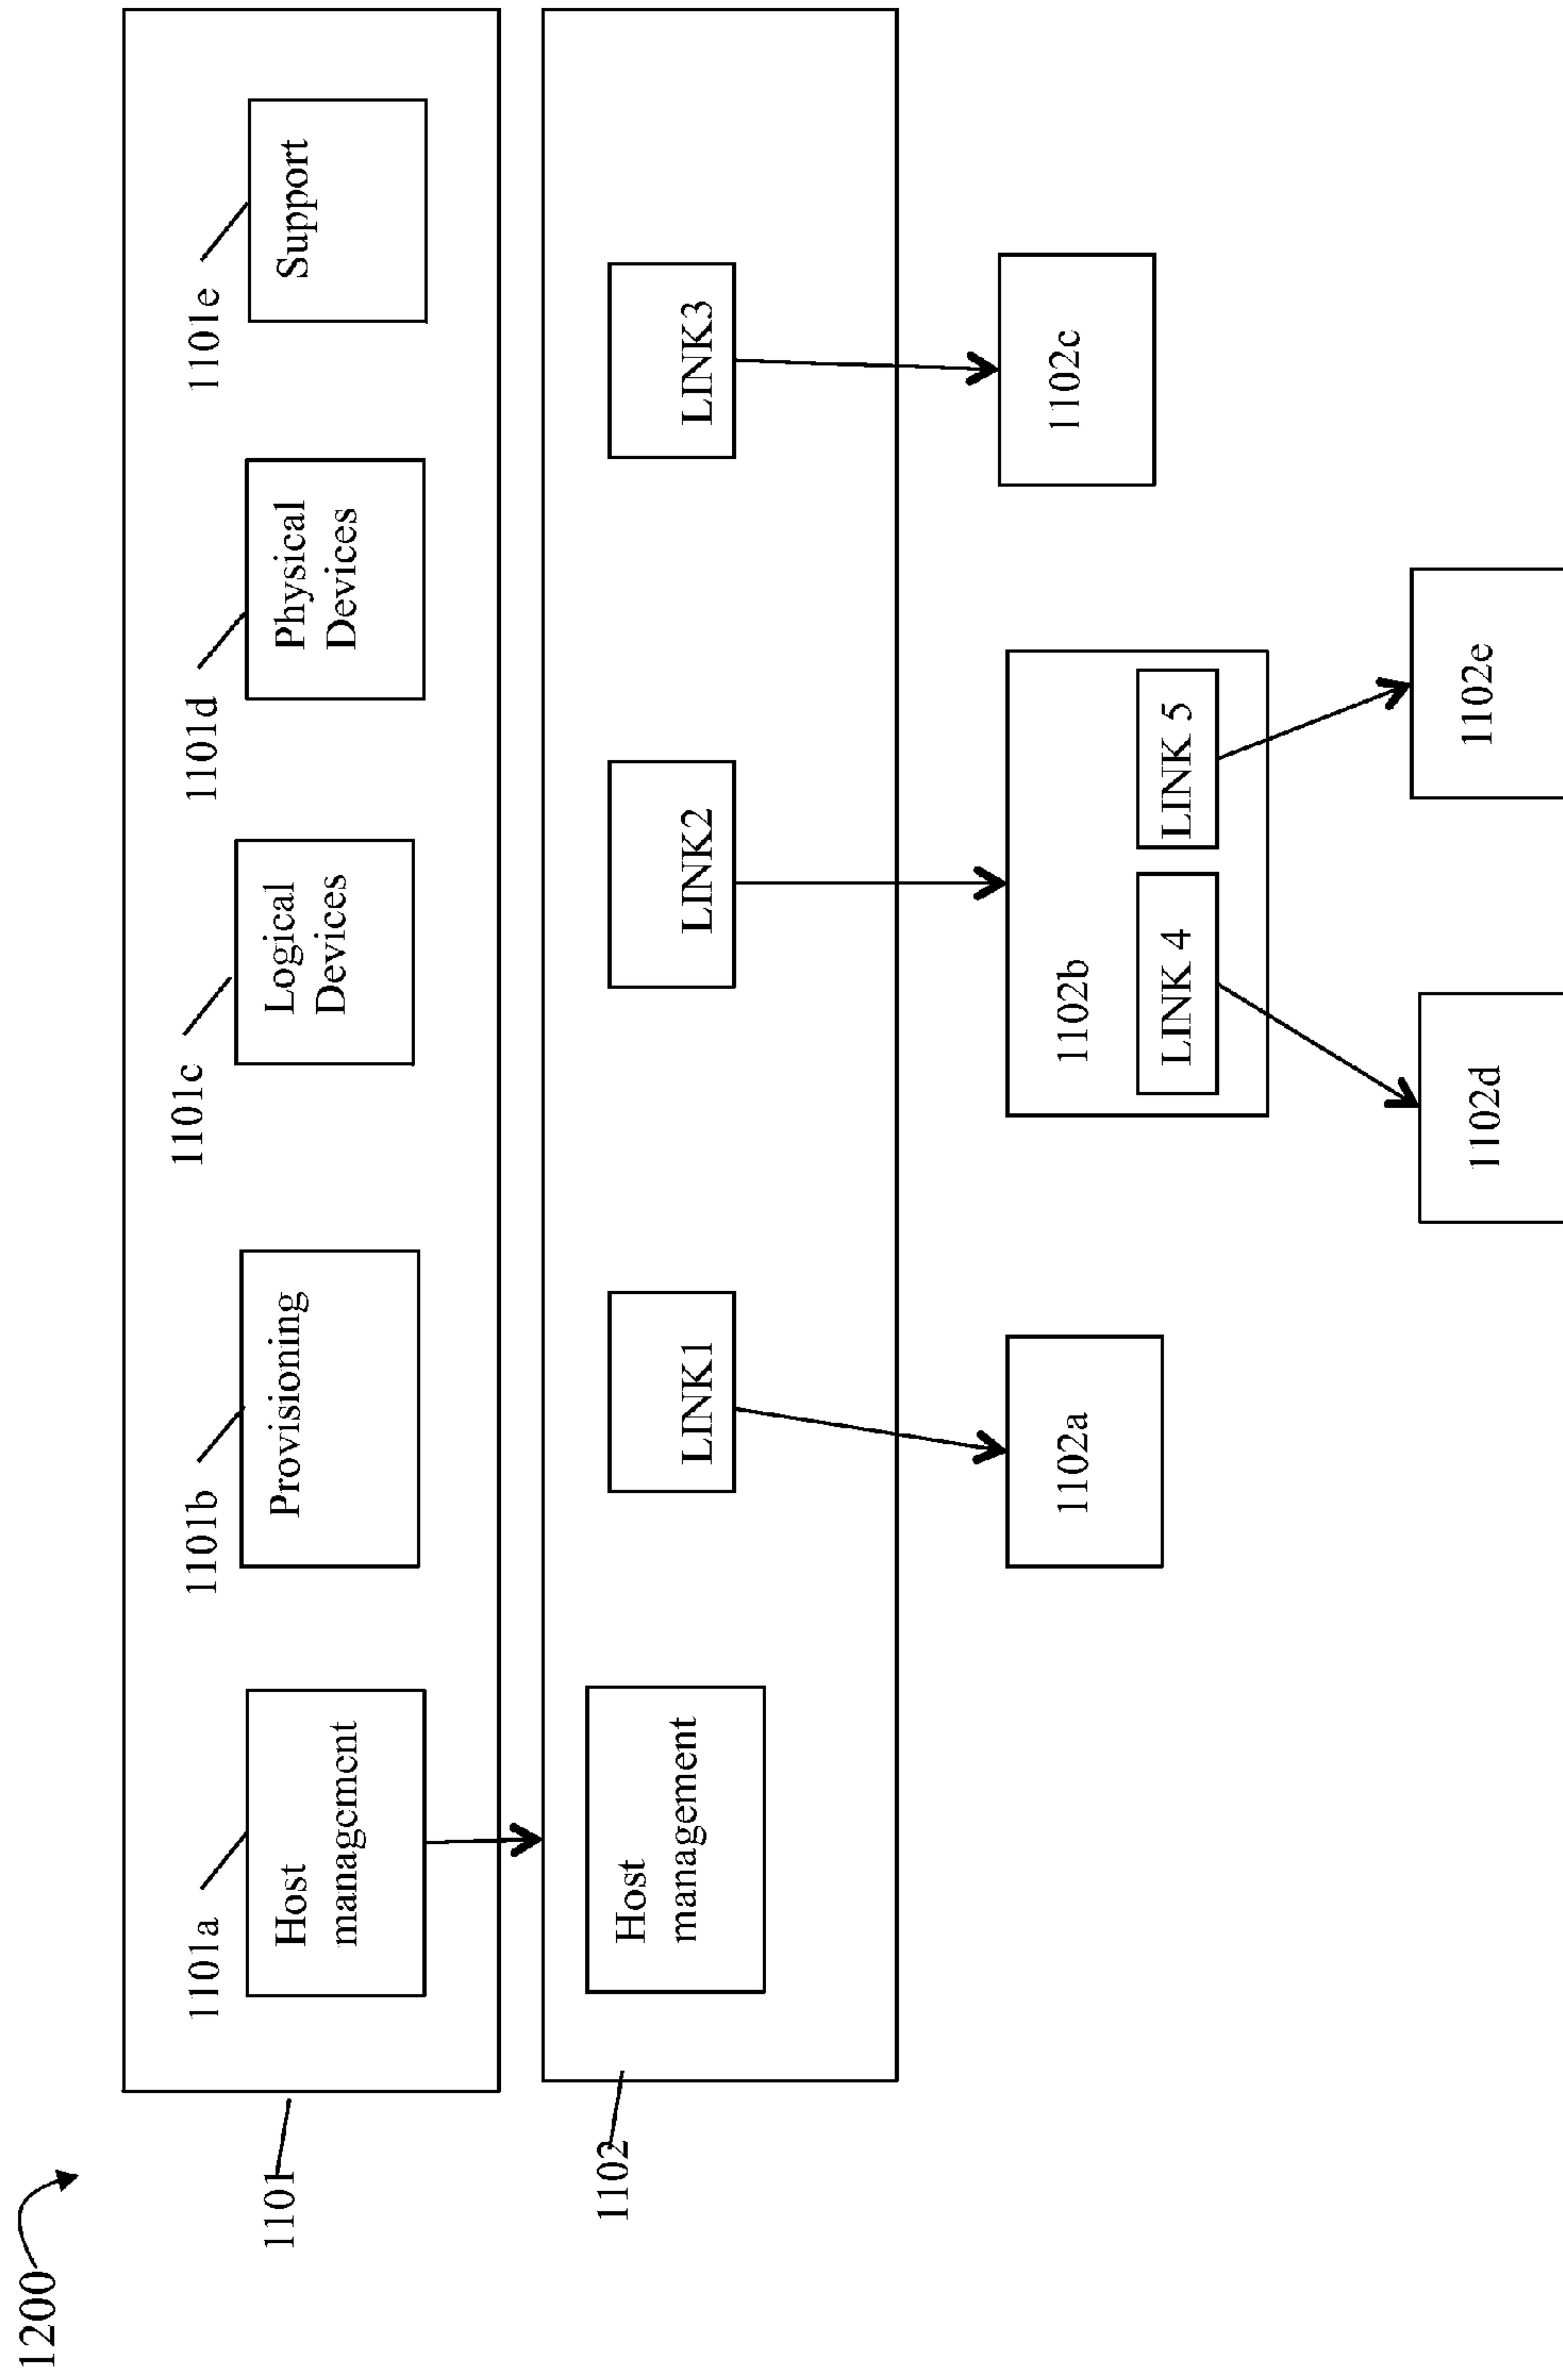 1200
1101
1101a
1101b
1101c
1101d
1101e
Host
management
Provisioning
Logical
Devices
Physical
Devices
Support
1102
Host
management
LINK1
LINK2
LINK3
1102a
1102b
LINK 4
LINK 5
1102c
1102d
1102e